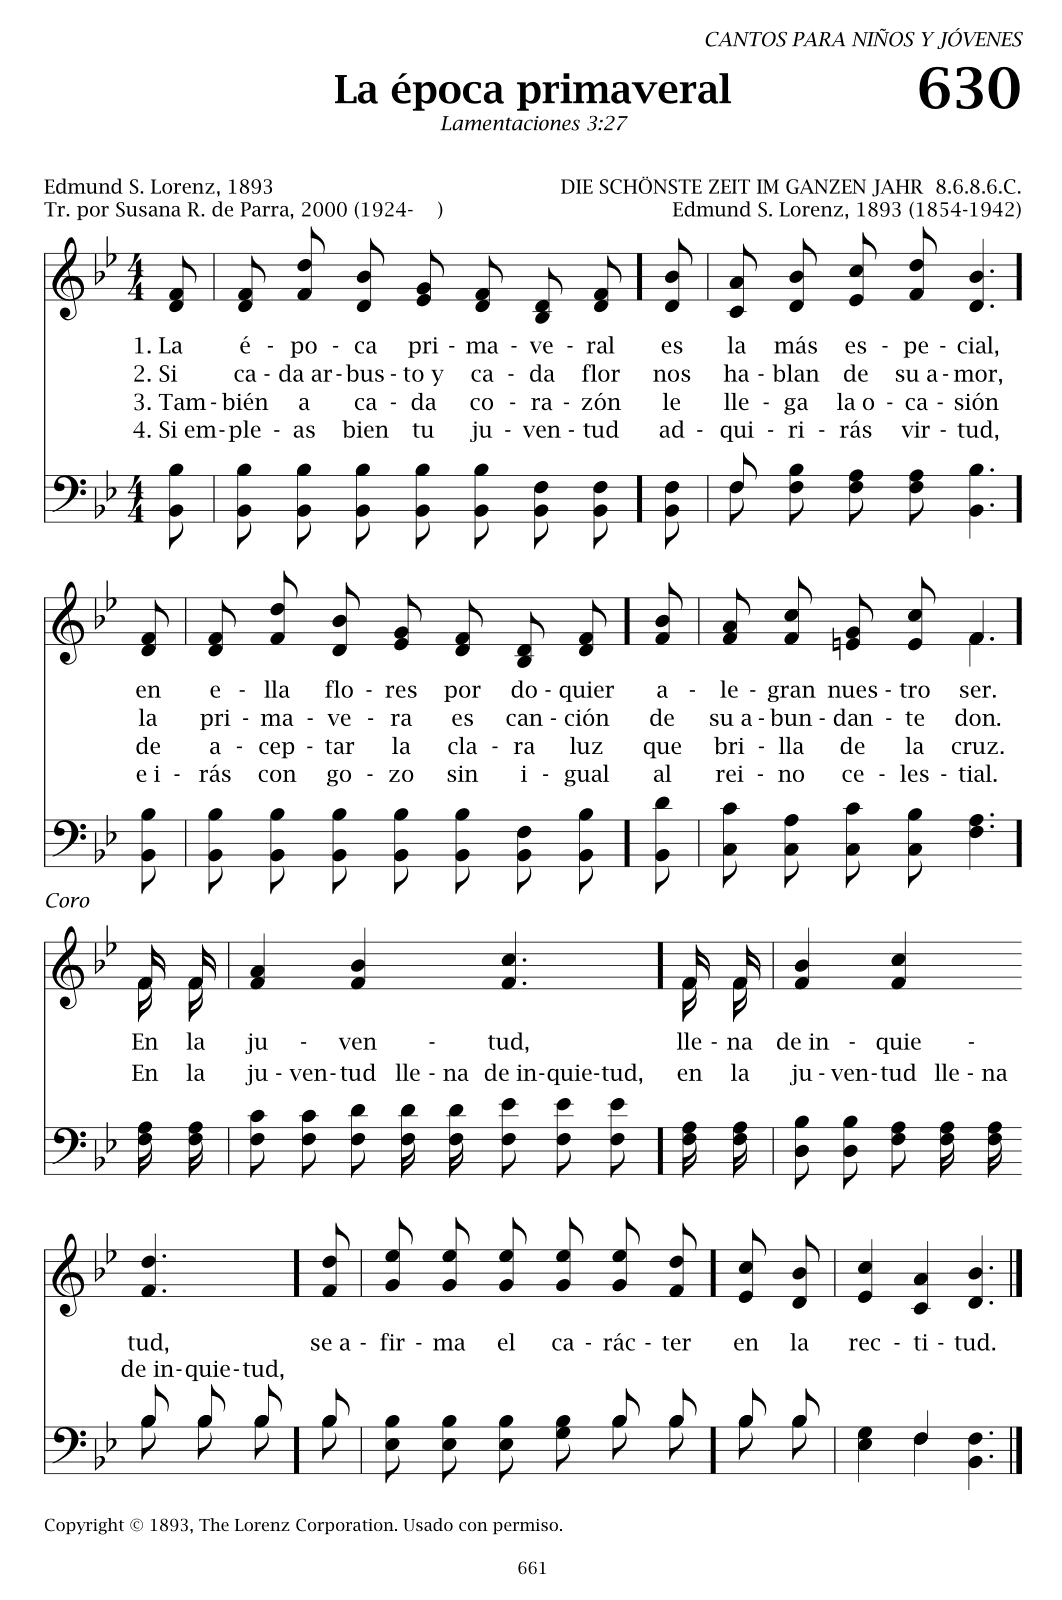 CANTOS PARA NIÑOS Y JÓVENES
La época primaveral 630
Lamentaciones 3:27
Edmund S. Lorenz, 1893 DIE SCHÖNSTE ZEIT IM GANZEN JAHR 8.6.8.6.C.
Tr. por Susana R. de Parra, 2000 (1924- ) Edmund S. Lorenz, 1893 (1854-1942)
1. La é - po - ca pri - ma - ve - ral es la más es - pe - cial,
2. Si ca - da ar - bus - to y ca - da flor nos ha - blan de su a - mor,
3. Tam - bién a ca - da co - ra - zón le lle - ga la o - ca - sión
4. Si em - ple - as bien tu ju - ven - tud ad - qui - ri - rás vir - tud,
en e - lla flo - res por do - quier a - le - gran nues - tro ser.
la pri - ma - ve - ra es can - ción de su a - bun - dan - te don.
de a - cep - tar la cla - ra luz que bri - lla de la cruz.
e i - rás con go - zo sin i - gual al rei - no ce - les - tial.
Coro
En la ju - ven - tud, lle - na de in - quie -
En la ju - ven - tud lle - na de in - quie - tud, en la ju - ven - tud lle - na
tud, se a - fir - ma el ca - rác - ter en la rec - ti - tud.
de in - quie - tud,
Copyright © 1893, The Lorenz Corporation. Usado con permiso.
661